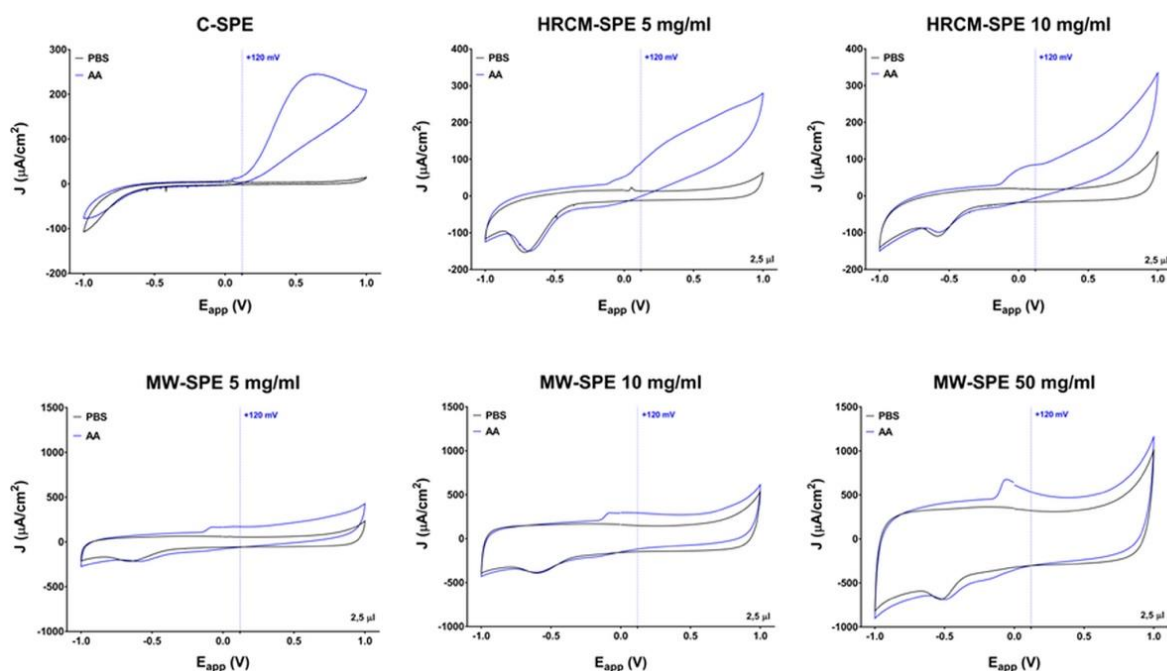 C-SPE
PBS
AA
+120 mV
300
200
100
0
-100
-200
J (µA/cm²)
-1.0 -0.5 0.0 0.5 1.0
Eapp (V)
HRCM-SPE 5 mg/ml
PBS
AA
+120 mV
400
300
200
100
0
-100
-200
J (µA/cm²)
2,5 µl
-1.0 -0.5 0.0 0.5 1.0
Eapp (V)
HRCM-SPE 10 mg/ml
PBS
AA
+120 mV
400
300
200
100
0
-100
-200
J (µA/cm²)
2,5 µl
-1.0 -0.5 0.0 0.5 1.0
Eapp (V)
MW-SPE 5 mg/ml
PBS
AA
+120 mV
1500
1000
500
0
-500
-1000
J (µA/cm²)
2,5 µl
-1.0 -0.5 0.0 0.5 1.0
Eapp (V)
MW-SPE 10 mg/ml
PBS
AA
+120 mV
1500
1000
500
0
-500
-1000
J (µA/cm²)
2,5 µl
-1.0 -0.5 0.0 0.5 1.0
Eapp (V)
MW-SPE 50 mg/ml
PBS
AA
+120 mV
1500
1000
500
0
-500
-1000
J (µA/cm²)
2,5 µl
-1.0 -0.5 0.0 0.5 1.0
Eapp (V)